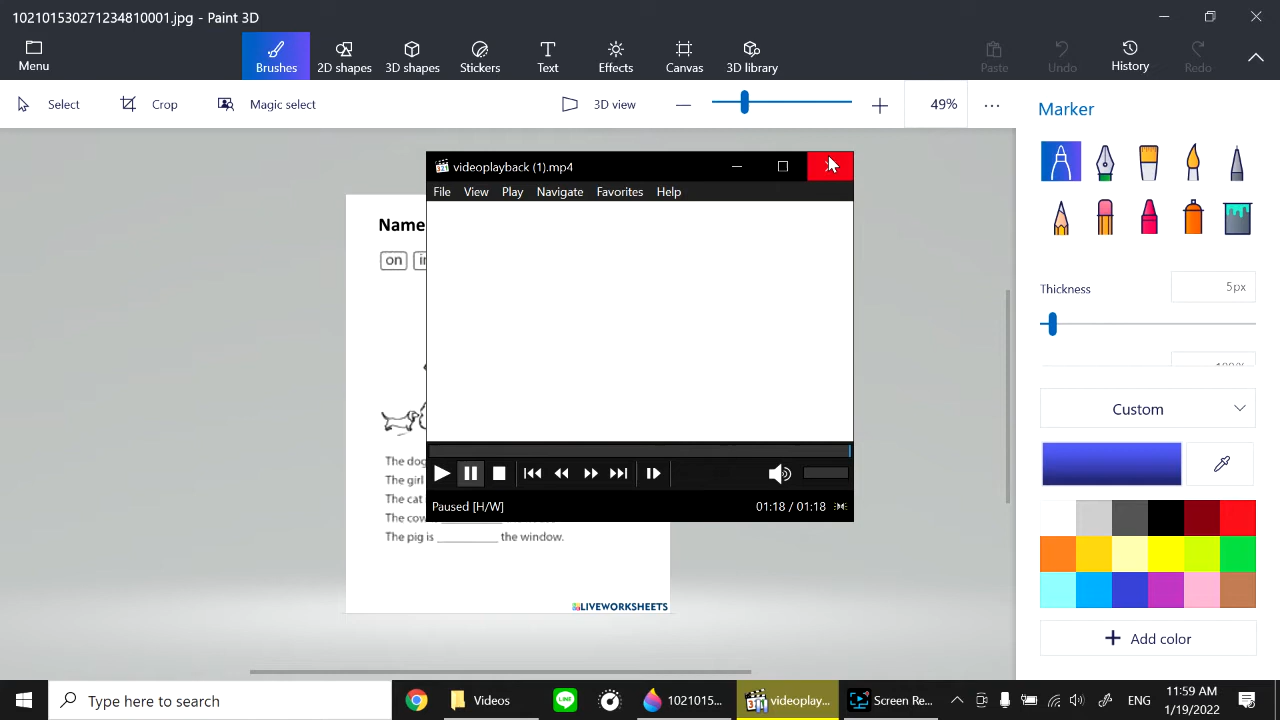 102101530271234810001.jpg - Paint 3D
Menu
Brushes
2D shapes
3D shapes
Stickers
Text
Effects
Canvas
3D library
Paste
Undo
History
Redo
Select
Crop
Magic select
3D view
49%
Marker
videoplayback (1).mp4
File View Play Navigate Favorites Help
Name
on
Thickness
5px
Custom
Paused [H/W]
01:18 / 01:18
The dog
The girl
The cat
The cow
The pig is __________ the window.
LIVEWORKSHEETS
Add color
Type here to search
Videos
1021015...
videoplay...
Screen Re...
ENG
11:59 AM
1/19/2022